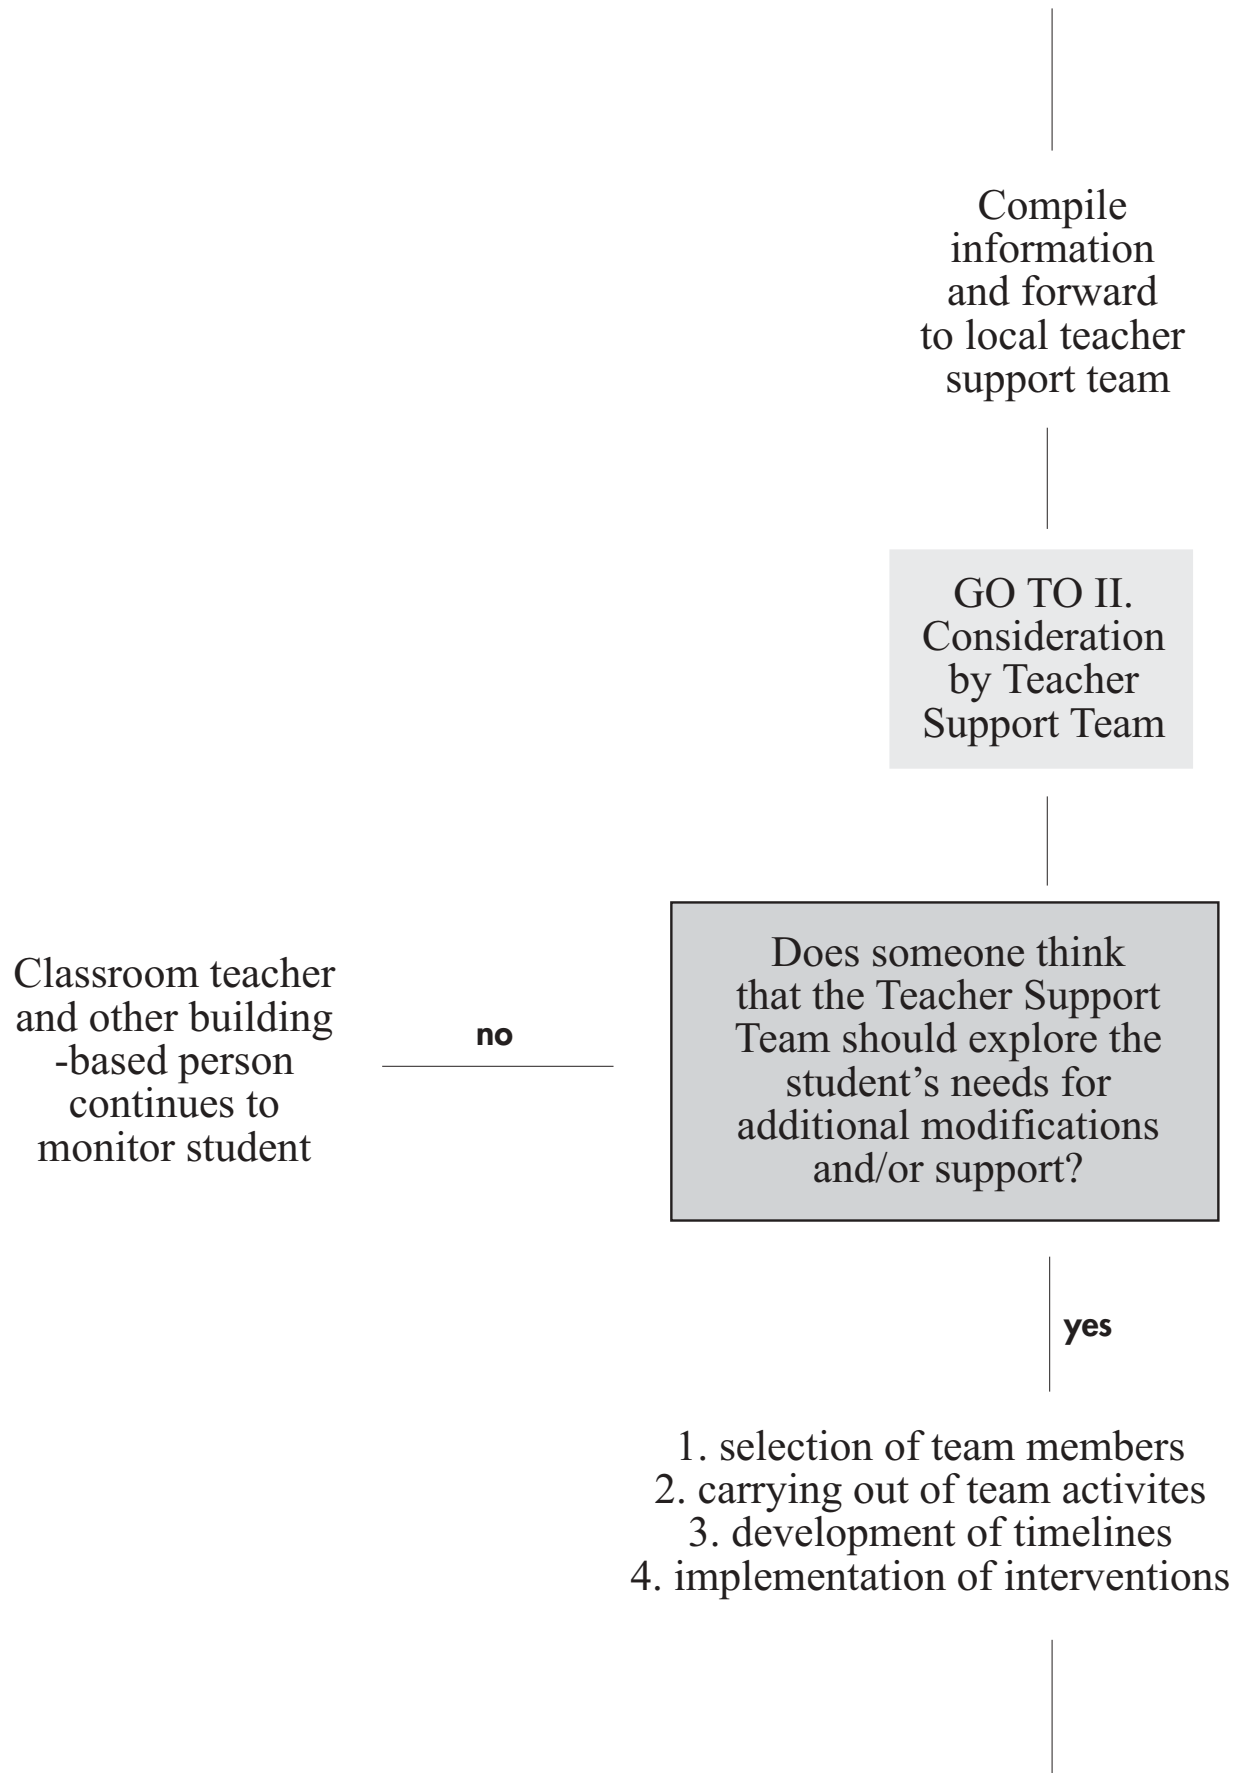 Compile
information
and forward
to local teacher
support team
GO TO II.
Consideration
by Teacher
Support Team
Classroom teacher
and other building
-based person
continues to
monitor student
no
Does someone think
that the Teacher Support
Team should explore the
student’s needs for
additional modifications
and/or support?
yes
1. selection of team members
2. carrying out of team activites
3. development of timelines
4. implementation of interventions